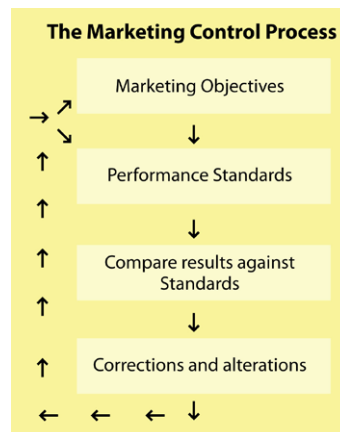 The Marketing Control Process
Marketing Objectives
Performance Standards
Compare results against
Standards
Corrections and alterations